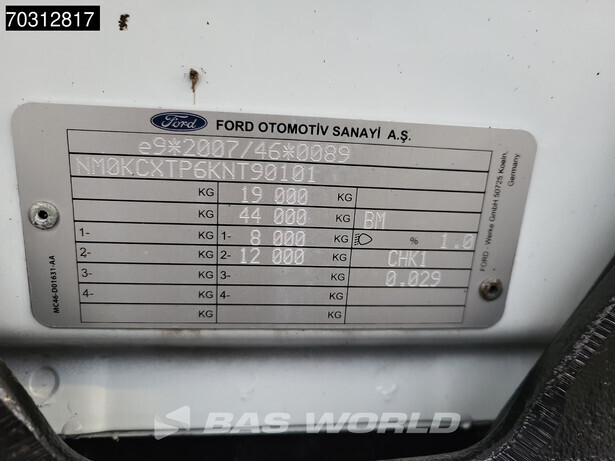 70312817
Ford FORD OTOMOTİV SANAYİ A.Ş.
e9*2007/46*0089
NM0KCXTP6KNT90101
KG 19 000 KG
KG 44 000 KG BM
1- KG 1- 8 000 KG % 1.0
2- KG 2- 12 000 KG CHK1
3- KG 3- KG 0.029
4- KG 4- KG
KG KG
MC46-D01631-AA
FORD Werke GmbH 50725 Koeln, Germany
BAS WORLD